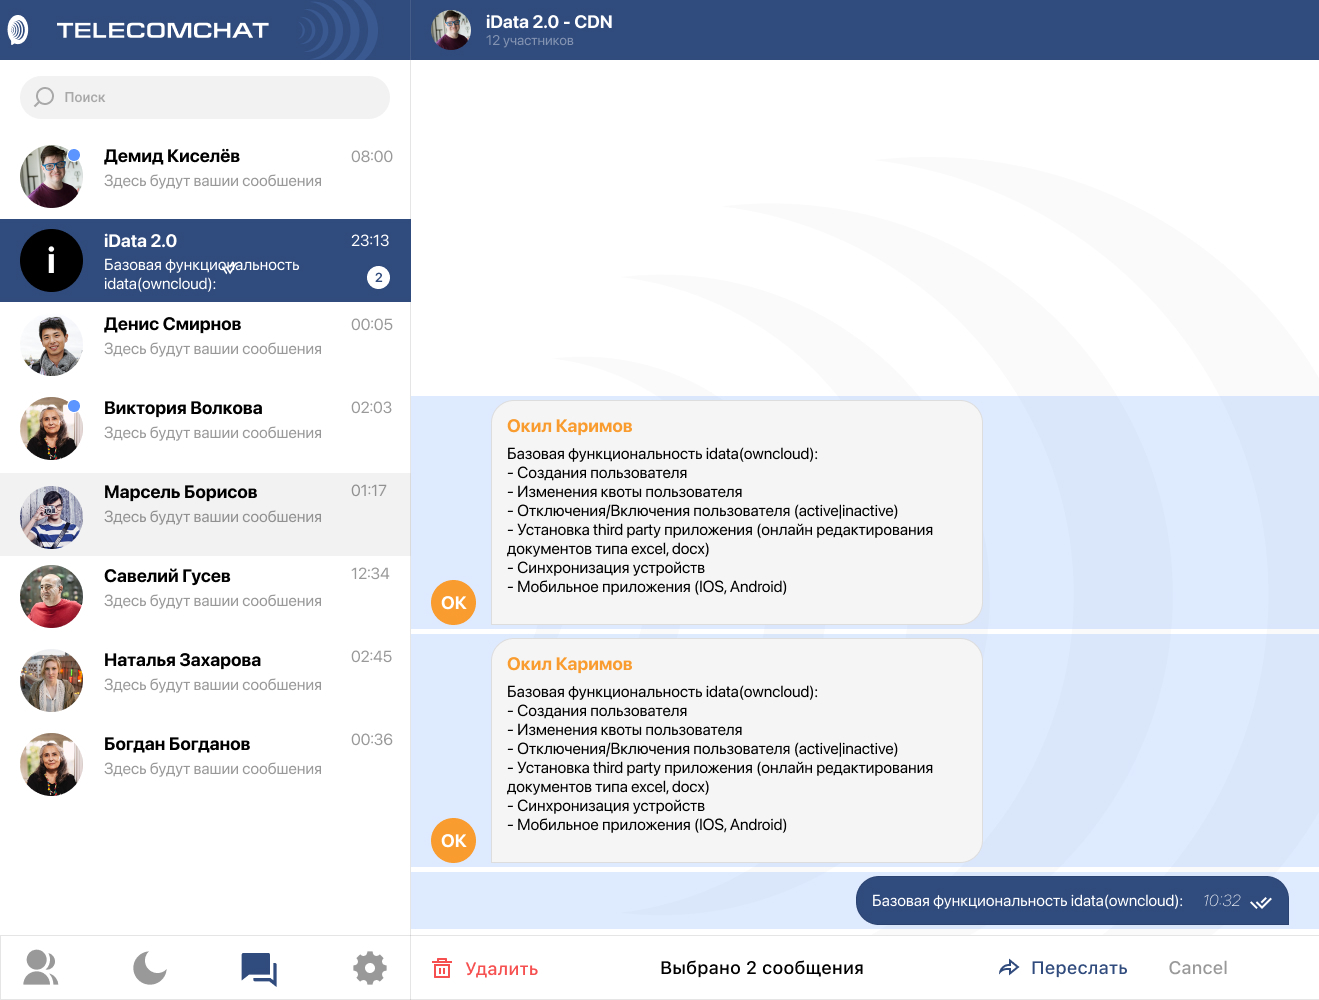 TELECOMCHAT
Поиск
Демид Киселёв
08:00
Здесь будут вашии сообщения
i
iData 2.0
23:13
Базовая функциональность
idata(owncloud):
2
Денис Смирнов
00:05
Здесь будут вашии сообщения
Виктория Волкова
02:03
Здесь будут вашии сообщения
Марсель Борисов
01:17
Здесь будут вашии сообщения
Савелий Гусев
12:34
Здесь будут вашии сообщения
Наталья Захарова
02:45
Здесь будут вашии сообщения
Богдан Богданов
00:36
Здесь будут вашии сообщения
iData 2.0 - CDN
12 участников
Окил Каримов
Базовая функциональность idata(owncloud):
- Создания пользователя
- Изменения квоты пользователя
- Отключения/Включения пользователя (active|inactive)
- Установка third party приложения (онлайн редактирования
документов типа excel, docx)
- Синхронизация устройств
- Мобильное приложения (IOS, Android)
ОК
Окил Каримов
Базовая функциональность idata(owncloud):
- Создания пользователя
- Изменения квоты пользователя
- Отключения/Включения пользователя (active|inactive)
- Установка third party приложения (онлайн редактирования
документов типа excel, docx)
- Синхронизация устройств
- Мобильное приложения (IOS, Android)
ОК
Базовая функциональность idata(owncloud):
10:32
Удалить
Выбрано 2 сообщения
Переслать
Cancel